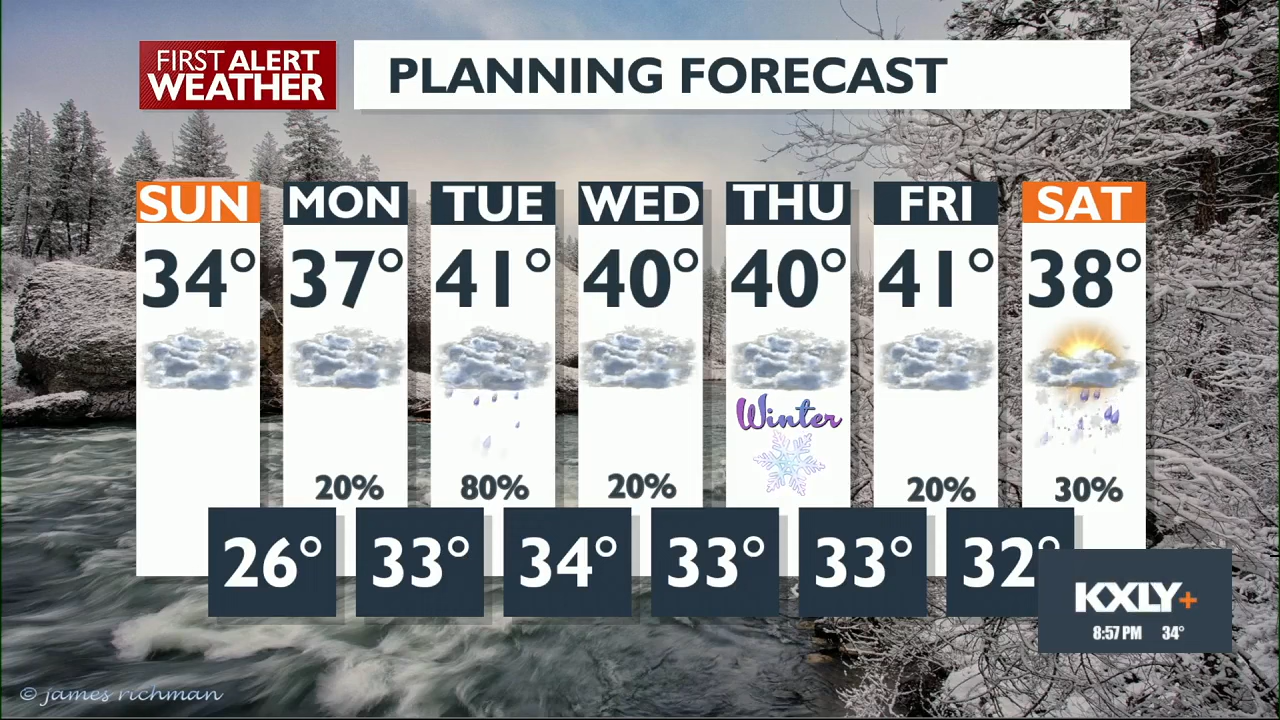 FIRST ALERT
WEATHER
PLANNING FORECAST
SUN MON TUE WED THU FRI SAT
34° 37° 41° 40° 40° 41° 38°
Winter
20% 80% 20% 20% 30%
26° 33° 34° 33° 33° 32°
KXLY+
8:57 PM 34°
© james richman